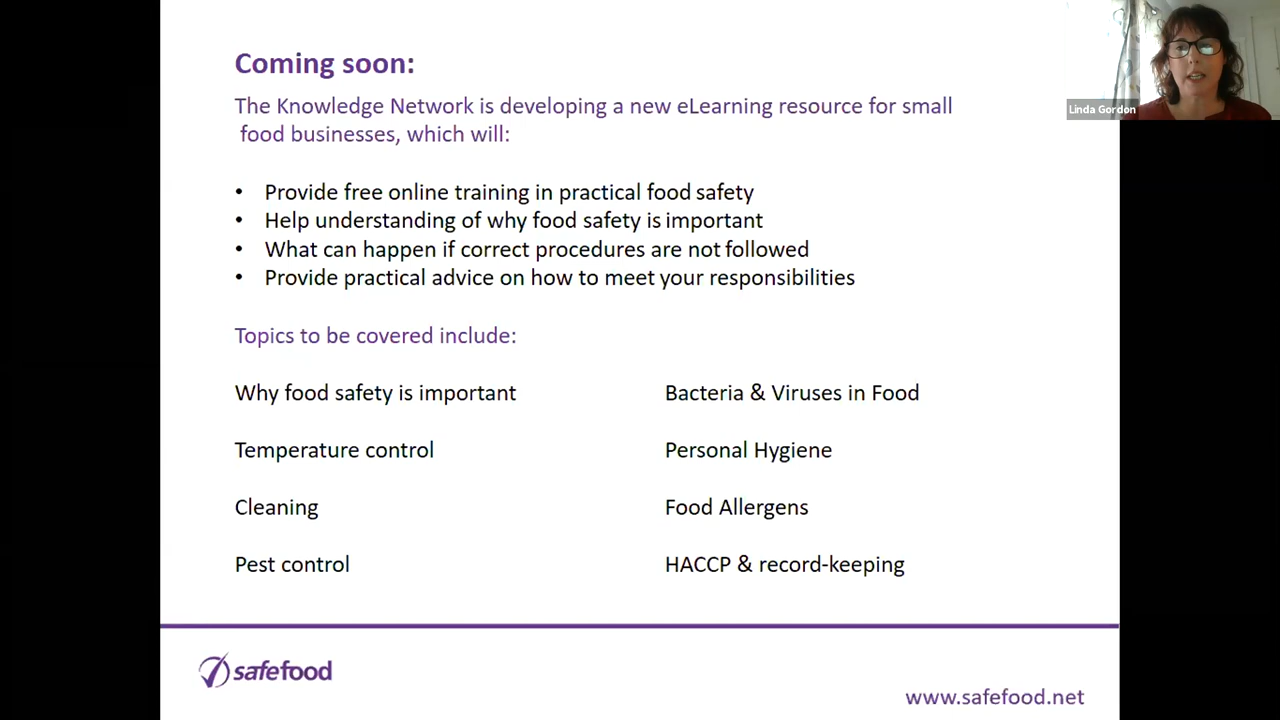 Coming soon:
The Knowledge Network is developing a new eLearning resource for small
food businesses, which will:
• Provide free online training in practical food safety
• Help understanding of why food safety is important
• What can happen if correct procedures are not followed
• Provide practical advice on how to meet your responsibilities
Topics to be covered include:
Why food safety is important
Bacteria & Viruses in Food
Temperature control
Personal Hygiene
Cleaning
Food Allergens
Pest control
HACCP & record-keeping
safefood
www.safefood.net
Linda Gordon